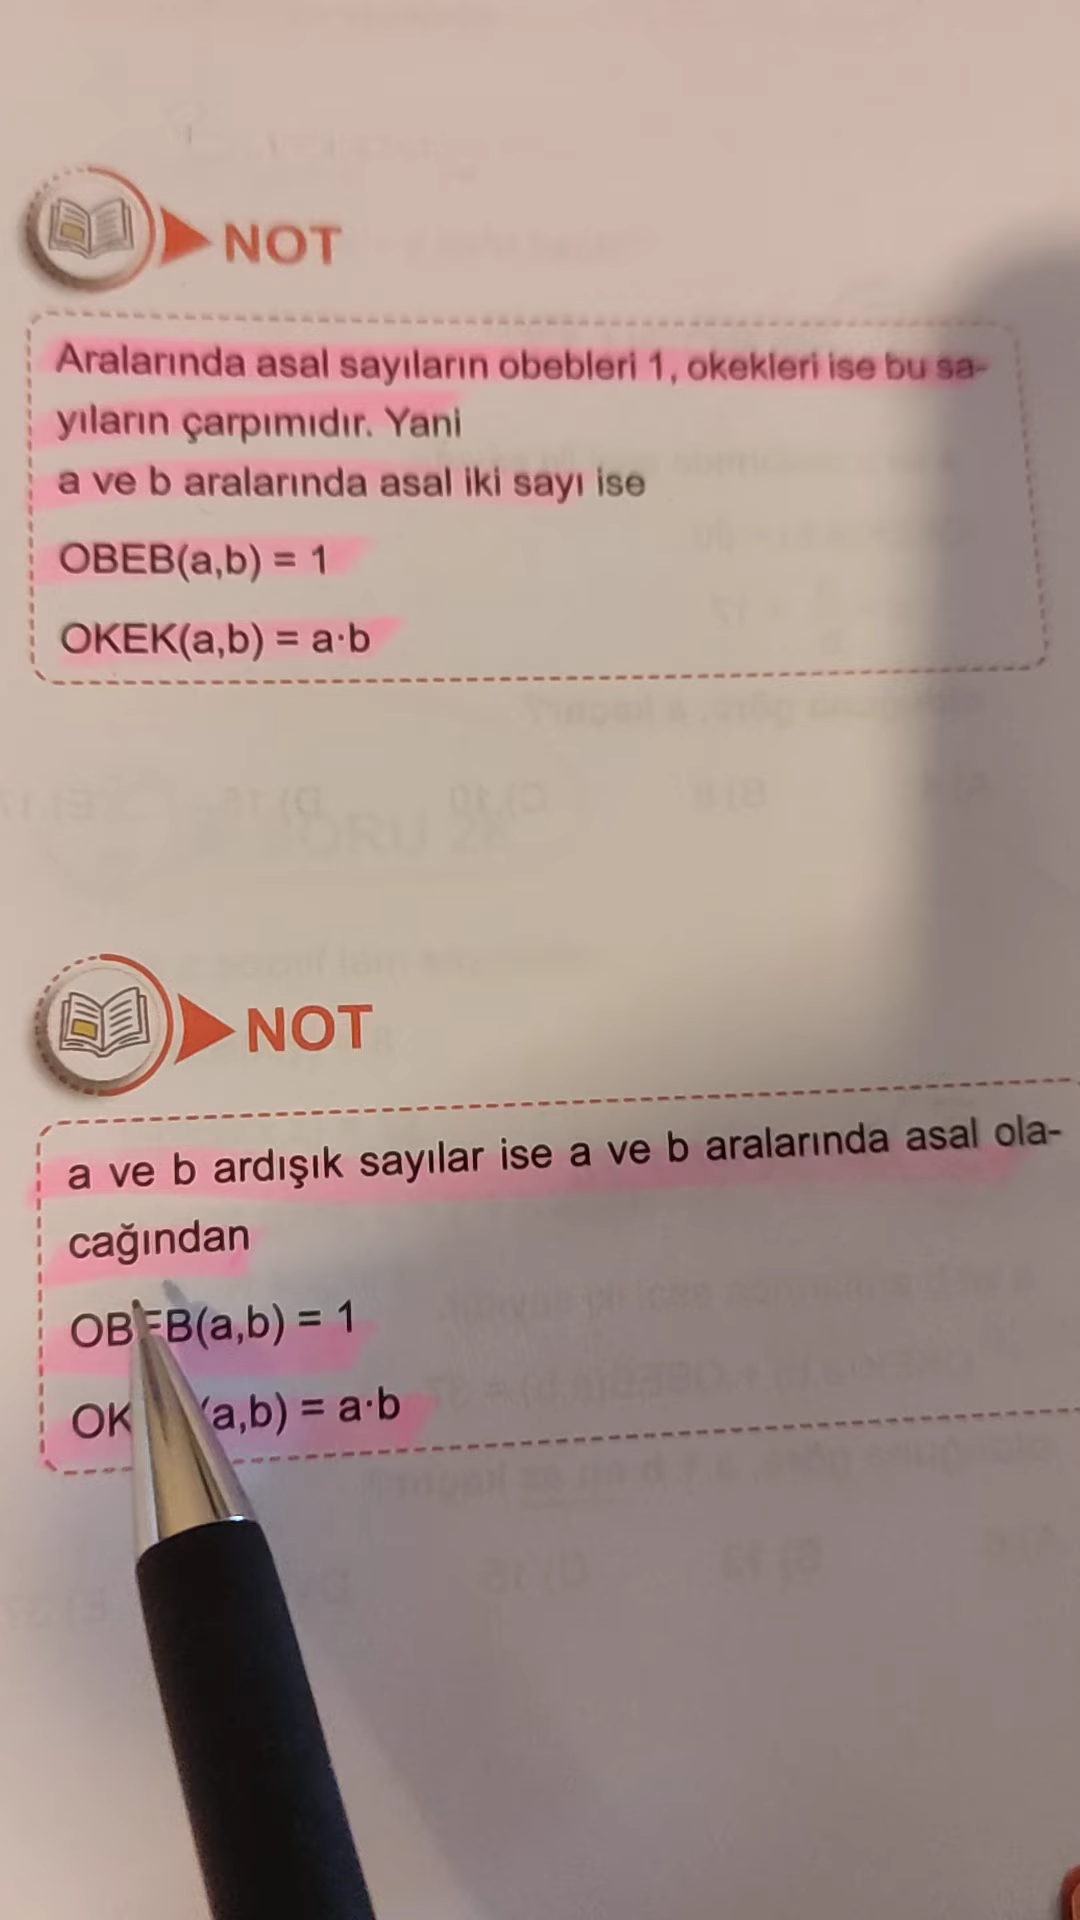 NOT
Aralarında asal sayıların obebleri 1, okekleri ise bu sa-
yıların çarpımıdır. Yani
a ve b aralarında asal iki sayı ise
OBEB(a,b) = 1
OKEK(a,b) = a·b
NOT
a ve b ardışık sayılar ise a ve b aralarında asal ola-
cağından
OBEB(a,b) = 1
OK (a,b) = a·b